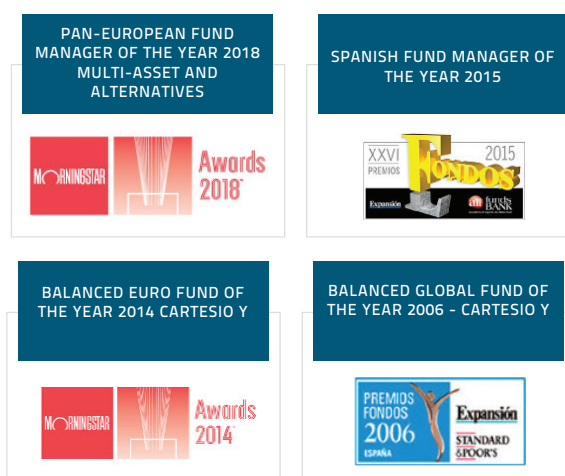 PAN-EUROPEAN FUND
MANAGER OF THE YEAR 2018
MULTI-ASSET AND
ALTERNATIVES
MORNINGSTAR
Awards
2018
SPANISH FUND MANAGER OF
THE YEAR 2015
XXVI
PREMIOS
FONDOS
2015
Expansión
allfunds
BANK
BALANCED EURO FUND OF
THE YEAR 2014 CARTESIO Y
MORNINGSTAR
Awards
2014
BALANCED GLOBAL FUND OF
THE YEAR 2006 - CARTESIO Y
PREMIOS
FONDOS
2006
ESPAÑA
Expansión
STANDARD
&POOR'S